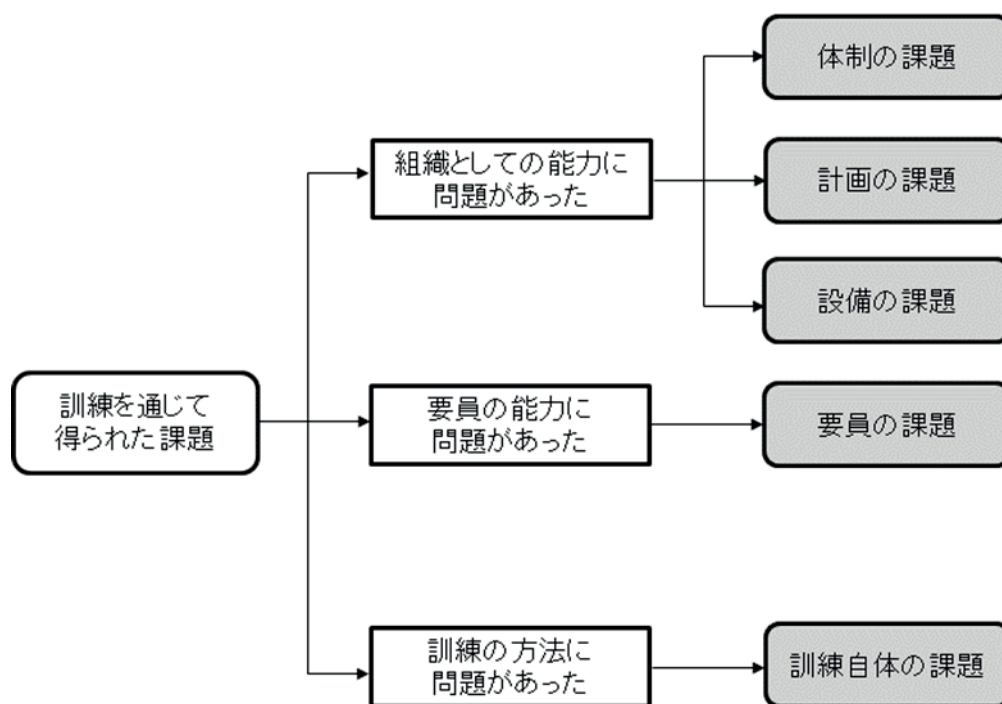 体制の課題
組織としての能力に
問題があった
計画の課題
設備の課題
訓練を通じて
得られた課題
要員の能力に
問題があった
要員の課題
訓練の方法に
問題があった
訓練自体の課題